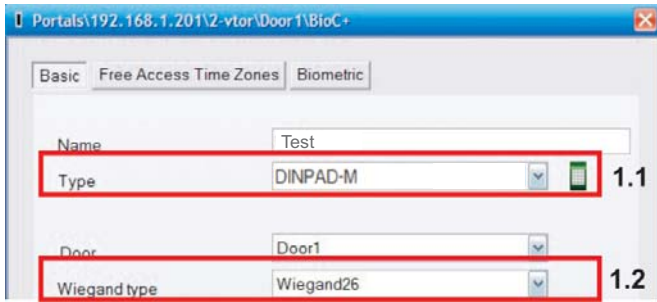 Portals\192.168.1.201\2-vtor\Door1\BioC+
Basic Free Access Time Zones Biometric
Name Test
Type DINPAD-M 1.1
Door Door1
Wiegand type Wiegand26 1.2